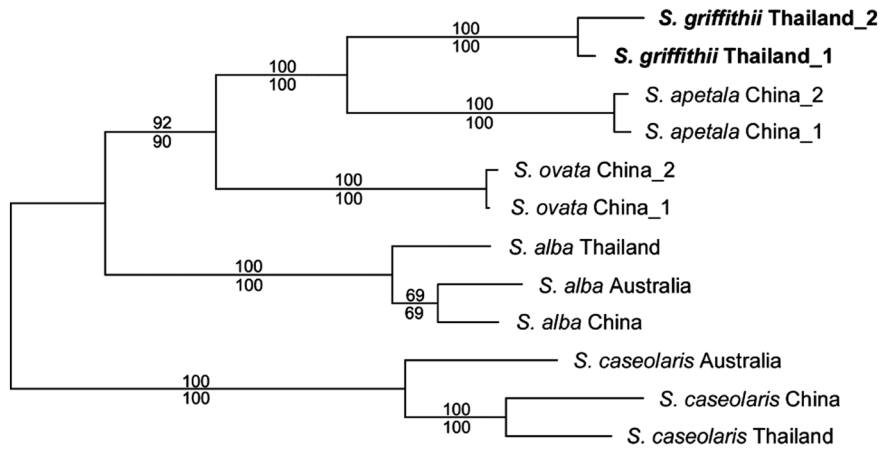 S. griffithii Thailand_2
100
100
S. griffithii Thailand_1
100
100
S. apetala China_2
100
100
S. apetala China_1
92
90
S. ovata China_2
100
100
S. ovata China_1
S. alba Thailand
100
100
S. alba Australia
69
69
S. alba China
S. caseolaris Australia
100
100
S. caseolaris China
100
100
S. caseolaris Thailand